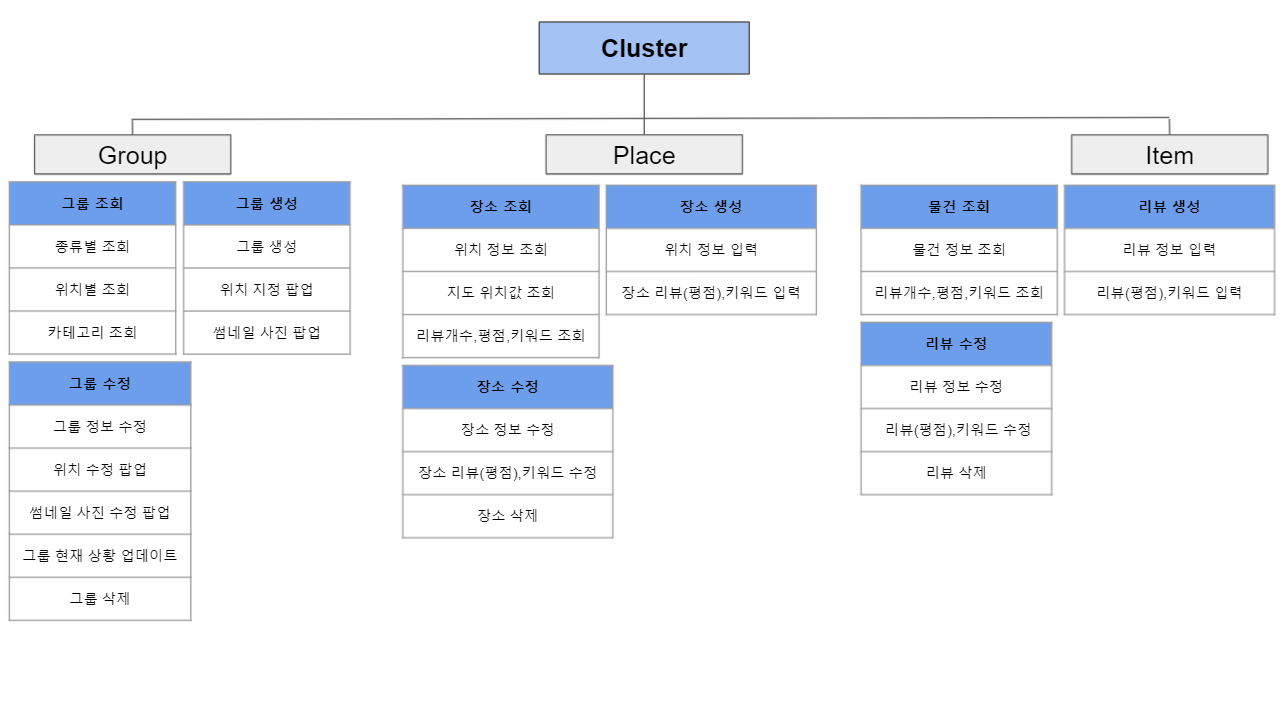 Cluster
Group
그룹 조회
종류별 조회
위치별 조회
카테고리 조회
그룹 생성
그룹 생성
위치 지정 팝업
썸네일 사진 팝업
그룹 수정
그룹 정보 수정
위치 수정 팝업
썸네일 사진 수정 팝업
그룹 현재 상황 업데이트
그룹 삭제
Place
장소 조회
위치 정보 조회
지도 위치값 조회
리뷰개수,평점,키워드 조회
장소 생성
위치 정보 입력
장소 리뷰(평점),키워드 입력
장소 수정
장소 정보 수정
장소 리뷰(평점),키워드 수정
장소 삭제
Item
물건 조회
물건 정보 조회
리뷰개수,평점,키워드 조회
리뷰 생성
리뷰 정보 입력
리뷰(평점),키워드 입력
리뷰 수정
리뷰 정보 수정
리뷰(평점),키워드 수정
리뷰 삭제